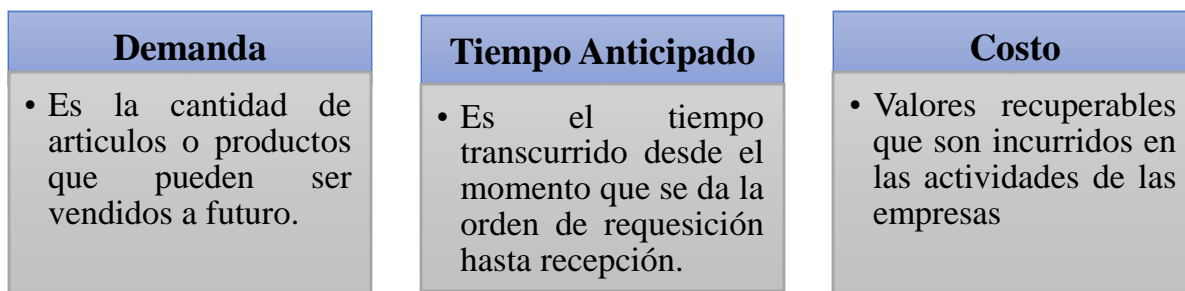 Demanda
• Es la cantidad de
articulos o productos
que pueden ser
vendidos a futuro.
Tiempo Anticipado
• Es el tiempo
transcurrido desde el
momento que se da la
orden de requesición
hasta recepción.
Costo
• Valores recuperables
que son incurridos en
las actividades de las
empresas